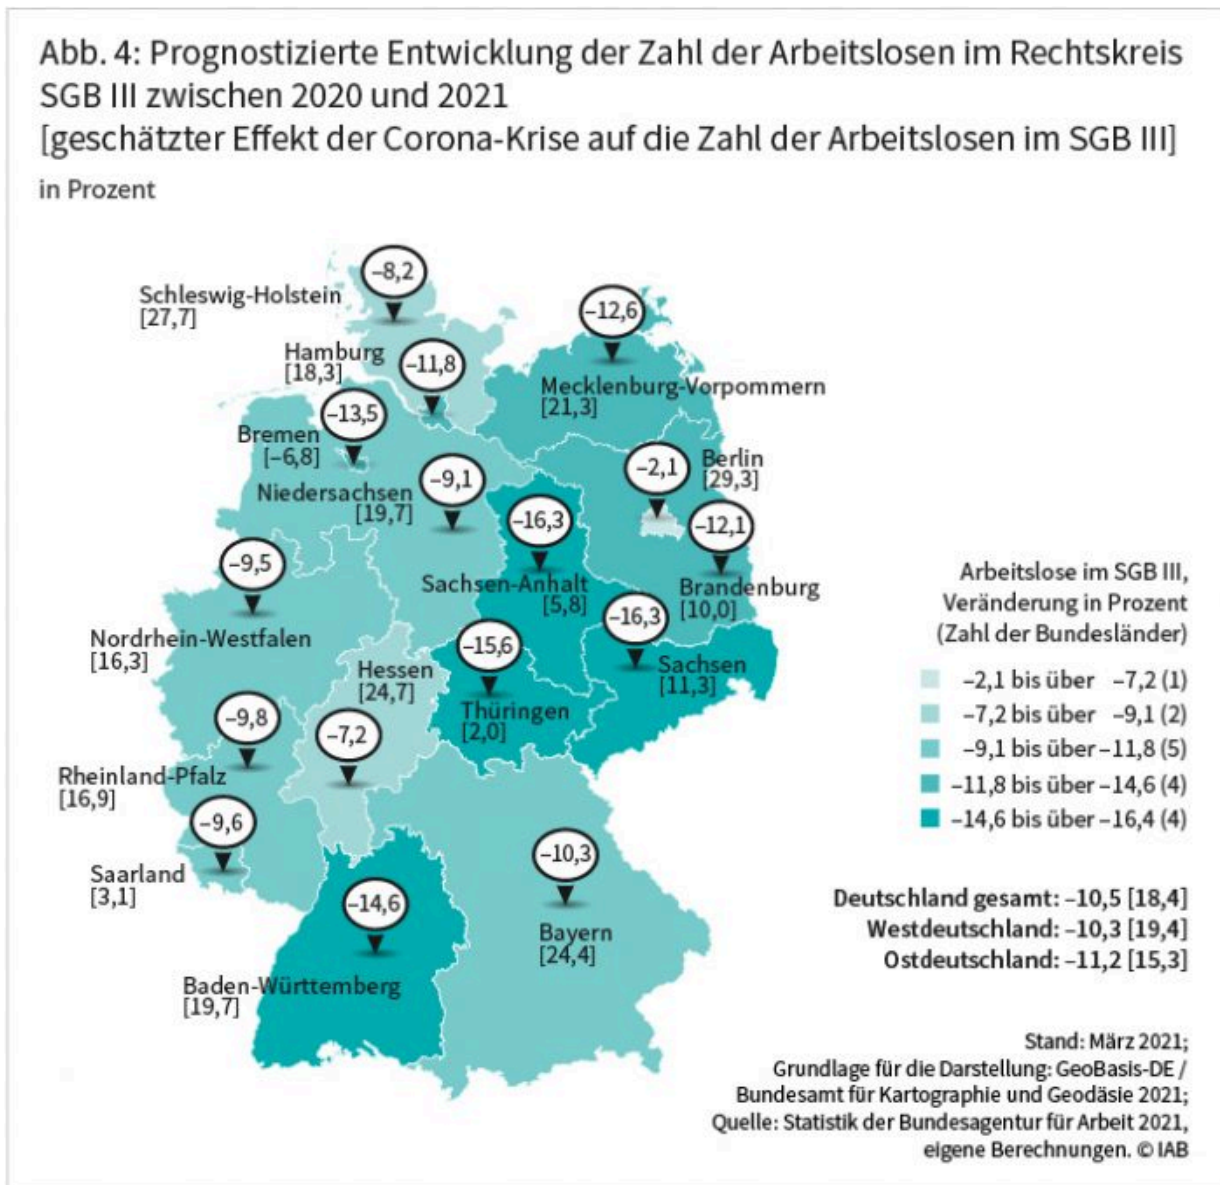 Abb. 4: Prognostizierte Entwicklung der Zahl der Arbeitslosen im Rechtskreis
SGB III zwischen 2020 und 2021
[geschätzter Effekt der Corona-Krise auf die Zahl der Arbeitslosen im SGB III]
in Prozent
–8,2
Schleswig-Holstein
[27,7]
–12,6
Mecklenburg-Vorpommern
[21,3]
Hamburg
[18,3]
–11,8
–13,5
Bremen
[–6,8]
–2,1
Berlin
[29,3]
–9,1
Niedersachsen
[19,7]
–16,3
Sachsen-Anhalt
[5,8]
–12,1
Brandenburg
[10,0]
–9,5
Nordrhein-Westfalen
[16,3]
–16,3
Sachsen
[11,3]
–15,6
Thüringen
[2,0]
Hessen
[24,7]
–7,2
–9,8
Rheinland-Pfalz
[16,9]
–9,6
Saarland
[3,1]
–10,3
Bayern
[24,4]
–14,6
Baden-Württemberg
[19,7]
Arbeitslose im SGB III,
Veränderung in Prozent
(Zahl der Bundesländer)
–2,1 bis über –7,2 (1)
–7,2 bis über –9,1 (2)
–9,1 bis über –11,8 (5)
–11,8 bis über –14,6 (4)
–14,6 bis über –16,4 (4)
Deutschland gesamt: –10,5 [18,4]
Westdeutschland: –10,3 [19,4]
Ostdeutschland: –11,2 [15,3]
Stand: März 2021;
Grundlage für die Darstellung: GeoBasis-DE /
Bundesamt für Kartographie und Geodäsie 2021;
Quelle: Statistik der Bundesagentur für Arbeit 2021,
eigene Berechnungen. © IAB